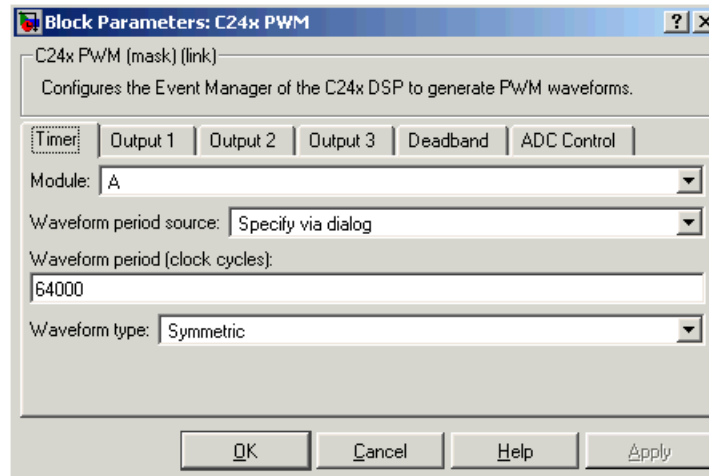 Block Parameters: C24x PWM
C24x PWM (mask) (link)
Configures the Event Manager of the C24x DSP to generate PWM waveforms.
Timer Output 1 Output 2 Output 3 Deadband ADC Control
Module: A
Waveform period source: Specify via dialog
Waveform period (clock cycles):
64000
Waveform type: Symmetric
OK Cancel Help Apply